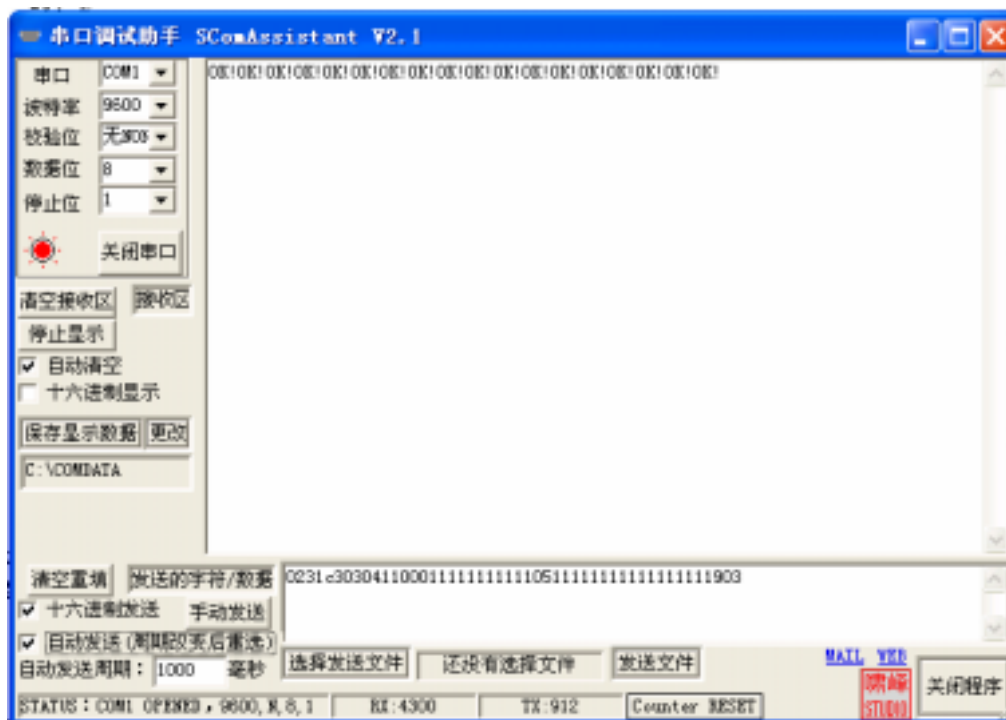 串口调试助手 SComAssistant V2.1
串口 COM1
波特率 9600
校验位 无NON
数据位 8
停止位 1
关闭串口
OK!OK!OK!OK!OK!OK!OK!OK!OK!OK!OK!OK!OK!OK!OK!OK!OK!OK!
清空接收区 接收区
停止显示
自动清空
十六进制显示
保存显示数据 更改
C:\COMDATA
清空重填 发送的字符/数据
十六进制发送 手动发送
自动发送(周期改变后重选)
自动发送周期: 1000 毫秒
选择发送文件 还没有选择文件 发送文件
MAIL WEB
STUDIO
关闭程序
STATUS:COM1 OPENED,9600,N,8,1 RX:4300 TX:912 Counter RESET